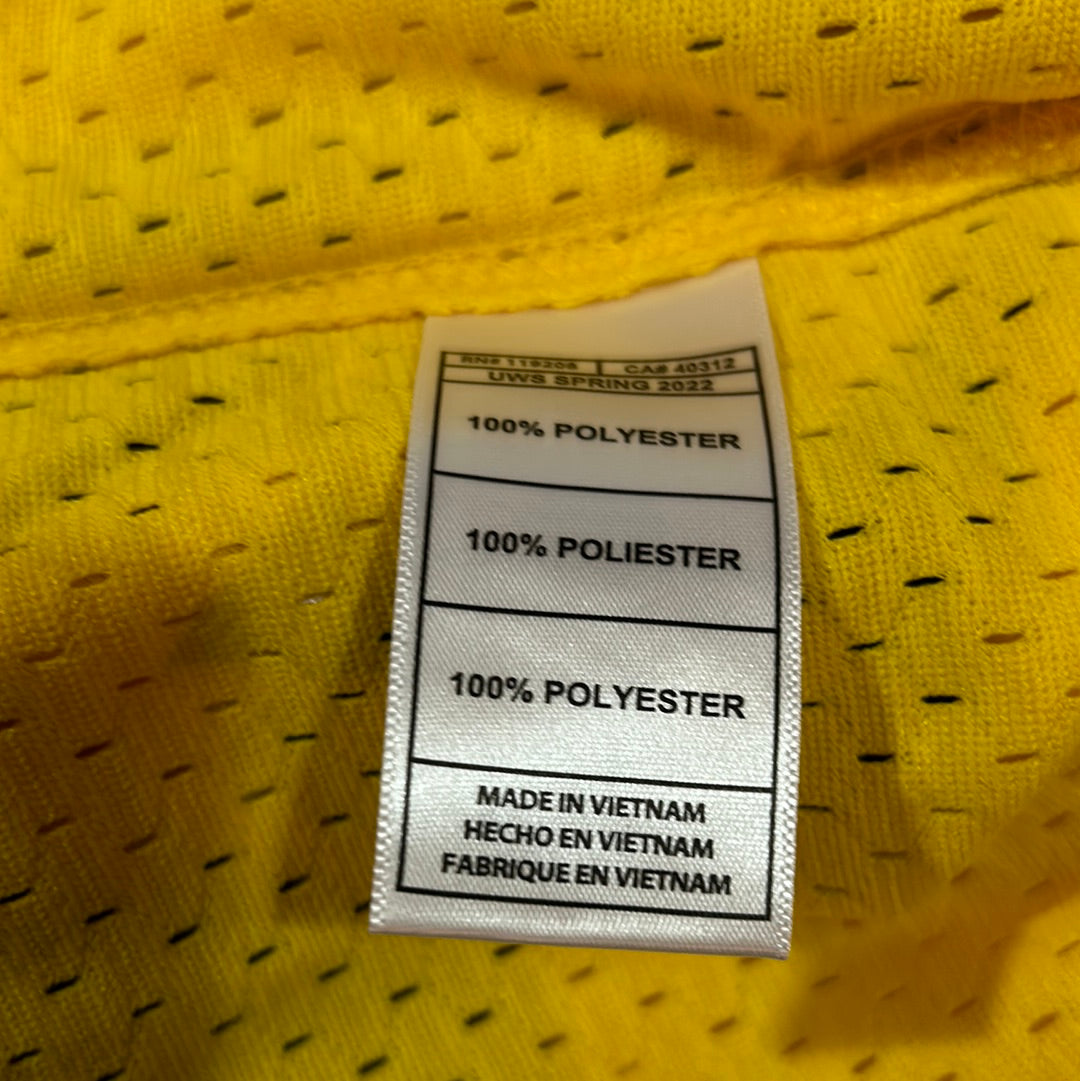 RN# 119208 CA# 40312
UWS SPRING 2022
100% POLYESTER
100% POLIESTER
100% POLYESTER
MADE IN VIETNAM
HECHO EN VIETNAM
FABRIQUE EN VIETNAM